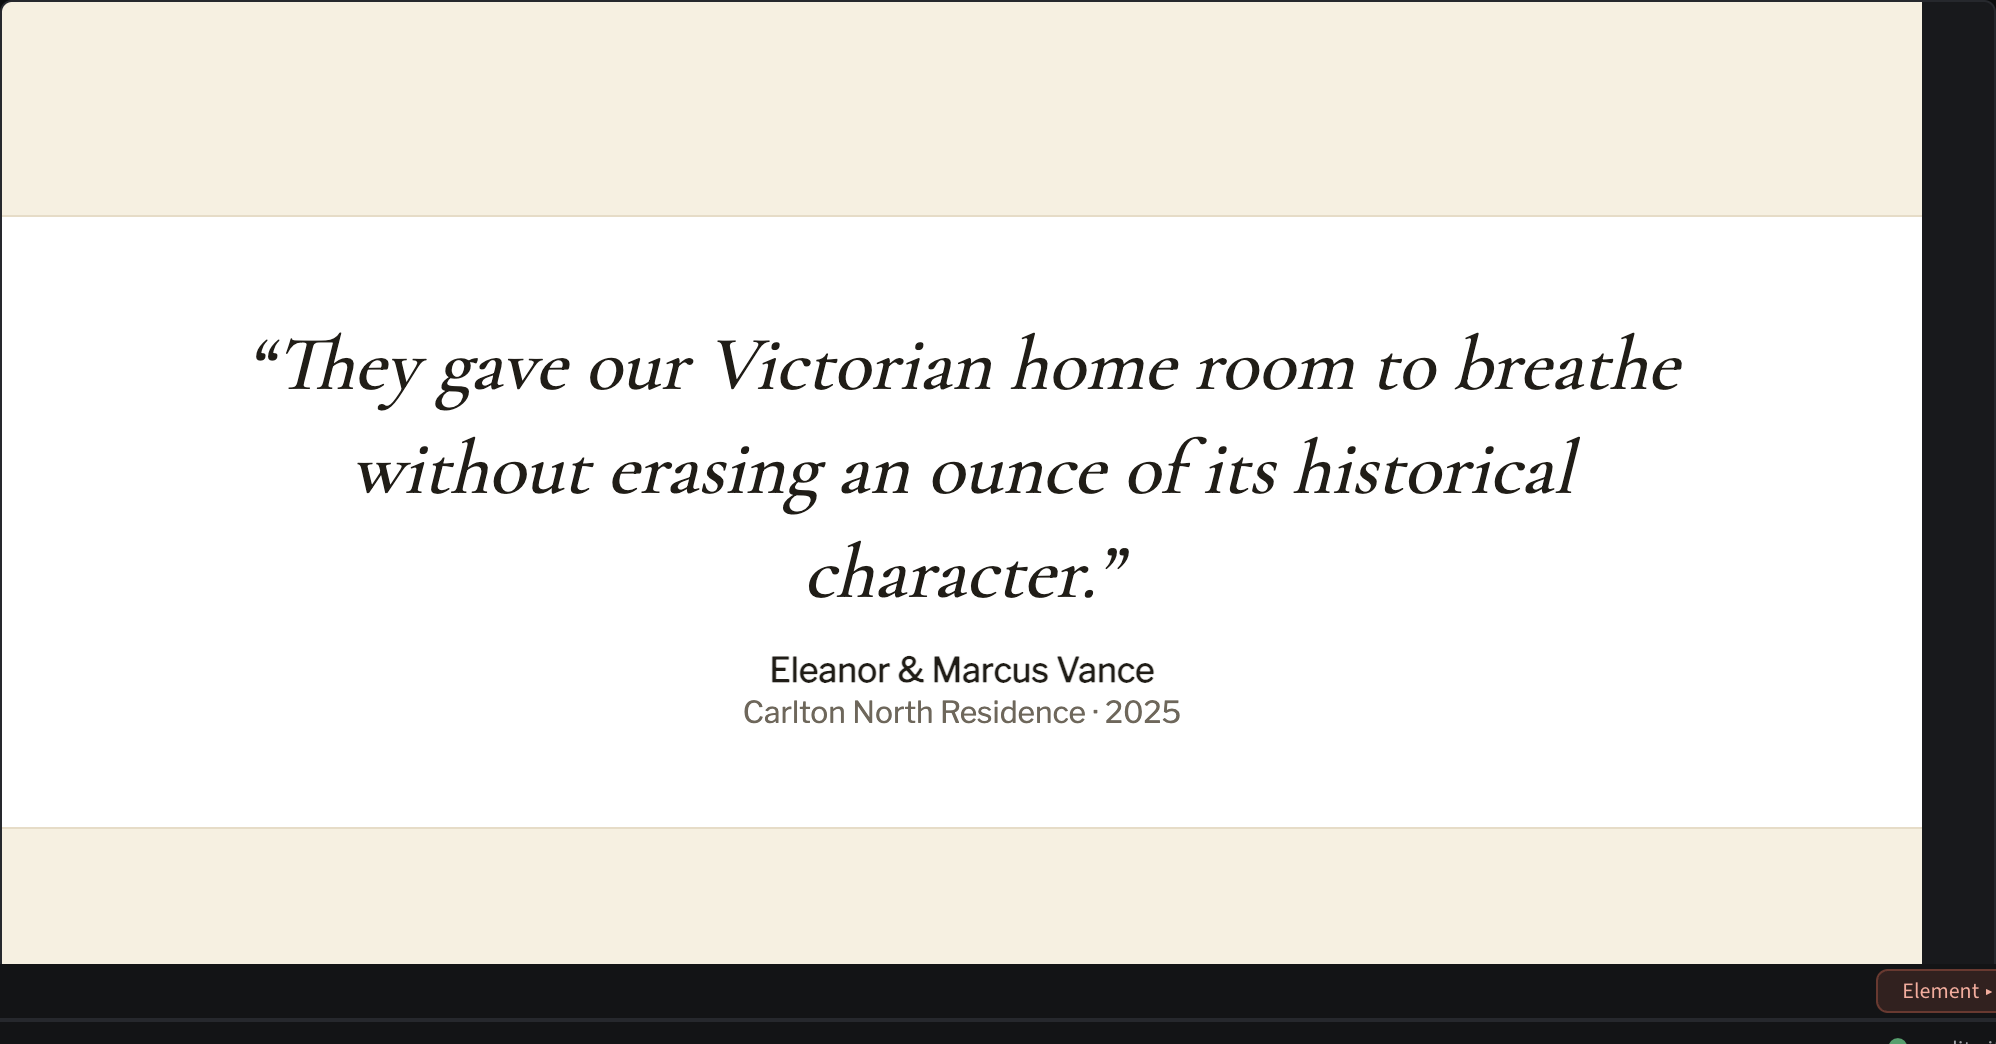 “They gave our Victorian home room to breathe
without erasing an ounce of its historical
character.”
Eleanor & Marcus Vance
Carlton North Residence · 2025
Element ▸